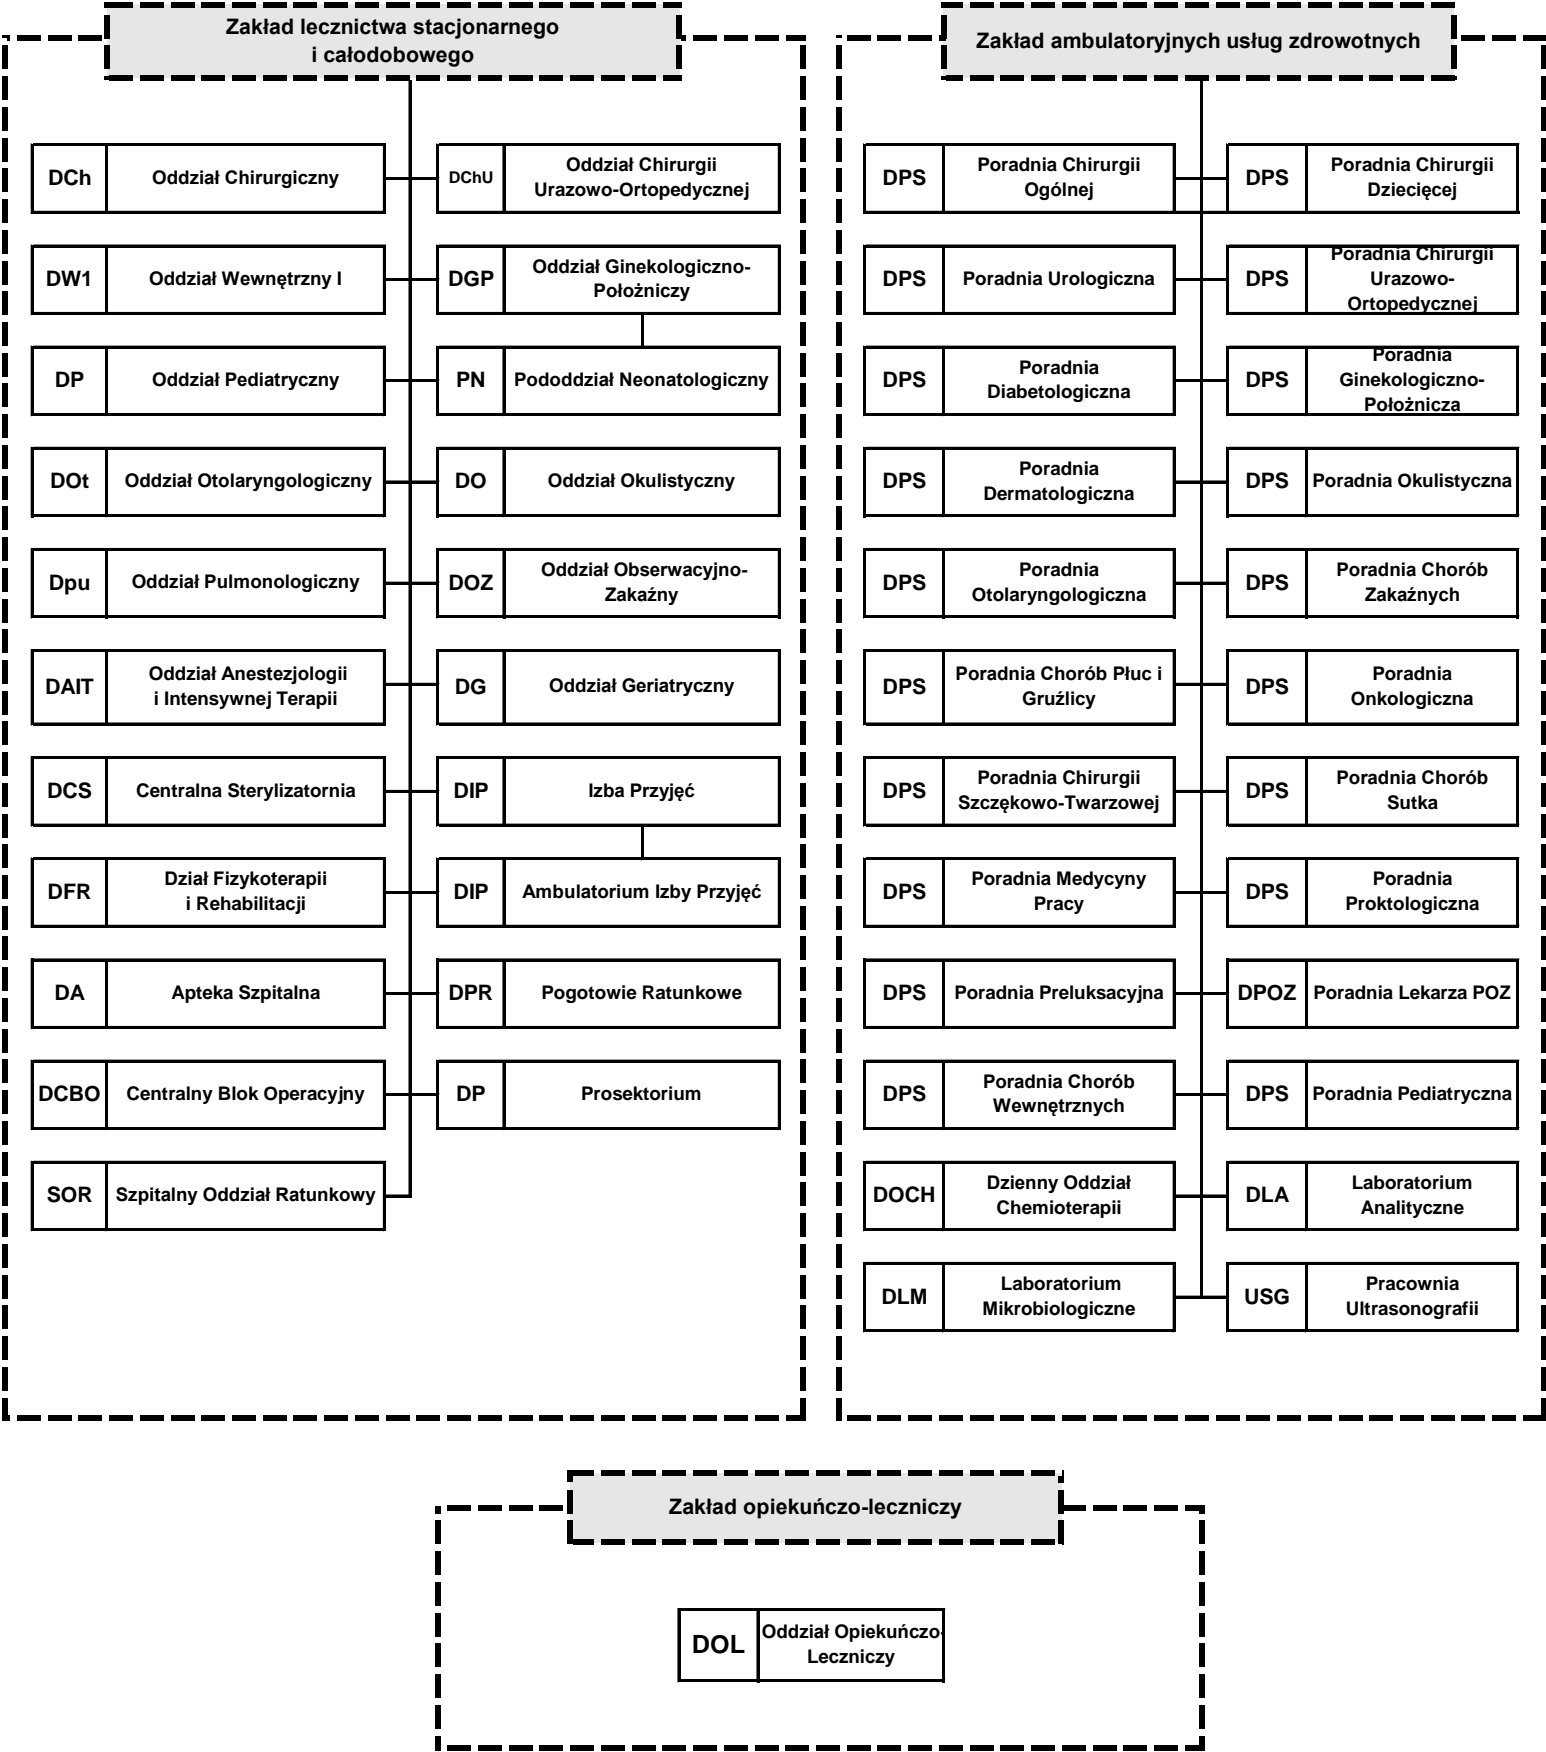 Zakład lecznictwa stacjonarnego
i całodobowego
DCh
Oddział Chirurgiczny
DChU
Oddział Chirurgii
Urazowo-Ortopedycznej
DW1
Oddział Wewnętrzny I
DGP
Oddział Ginekologiczno-
Położniczy
DP
Oddział Pediatryczny
PN
Pododdział Neonatologiczny
DOt
Oddział Otolaryngologiczny
DO
Oddział Okulistyczny
Dpu
Oddział Pulmonologiczny
DOZ
Oddział Obserwacyjno-
Zakaźny
DAIT
Oddział Anestezjologii
i Intensywnej Terapii
DG
Oddział Geriatryczny
DCS
Centralna Sterylizatornia
DIP
Izba Przyjęć
DFR
Dział Fizykoterapii
i Rehabilitacji
DIP
Ambulatorium Izby Przyjęć
DA
Apteka Szpitalna
DPR
Pogotowie Ratunkowe
DCBO
Centralny Blok Operacyjny
DP
Prosektorium
SOR
Szpitalny Oddział Ratunkowy
Zakład ambulatoryjnych usług zdrowotnych
DPS
Poradnia Chirurgii
Ogólnej
DPS
Poradnia Chirurgii
Dziecięcej
DPS
Poradnia Urologiczna
DPS
Poradnia Chirurgii
Urazowo-
Ortopedycznej
DPS
Poradnia
Diabetologiczna
DPS
Poradnia
Ginekologiczno-
Położnicza
DPS
Poradnia
Dermatologiczna
DPS
Poradnia Okulistyczna
DPS
Poradnia
Otolaryngologiczna
DPS
Poradnia Chorób
Zakaźnych
DPS
Poradnia Chorób Płuc i
Gruźlicy
DPS
Poradnia
Onkologiczna
DPS
Poradnia Chirurgii
Szczękowo-Twarzowej
DPS
Poradnia Chorób
Sutka
DPS
Poradnia Medycyny
Pracy
DPS
Poradnia
Proktologiczna
DPS
Poradnia Preluksacyjna
DPOZ
Poradnia Lekarza POZ
DPS
Poradnia Chorób
Wewnętrznych
DPS
Poradnia Pediatryczna
DOCH
Dzienny Oddział
Chemioterapii
DLA
Laboratorium
Analityczne
DLM
Laboratorium
Mikrobiologiczne
USG
Pracownia
Ultrasonografii
Zakład opiekuńczo-leczniczy
DOL
Oddział Opiekuńczo-
Leczniczy